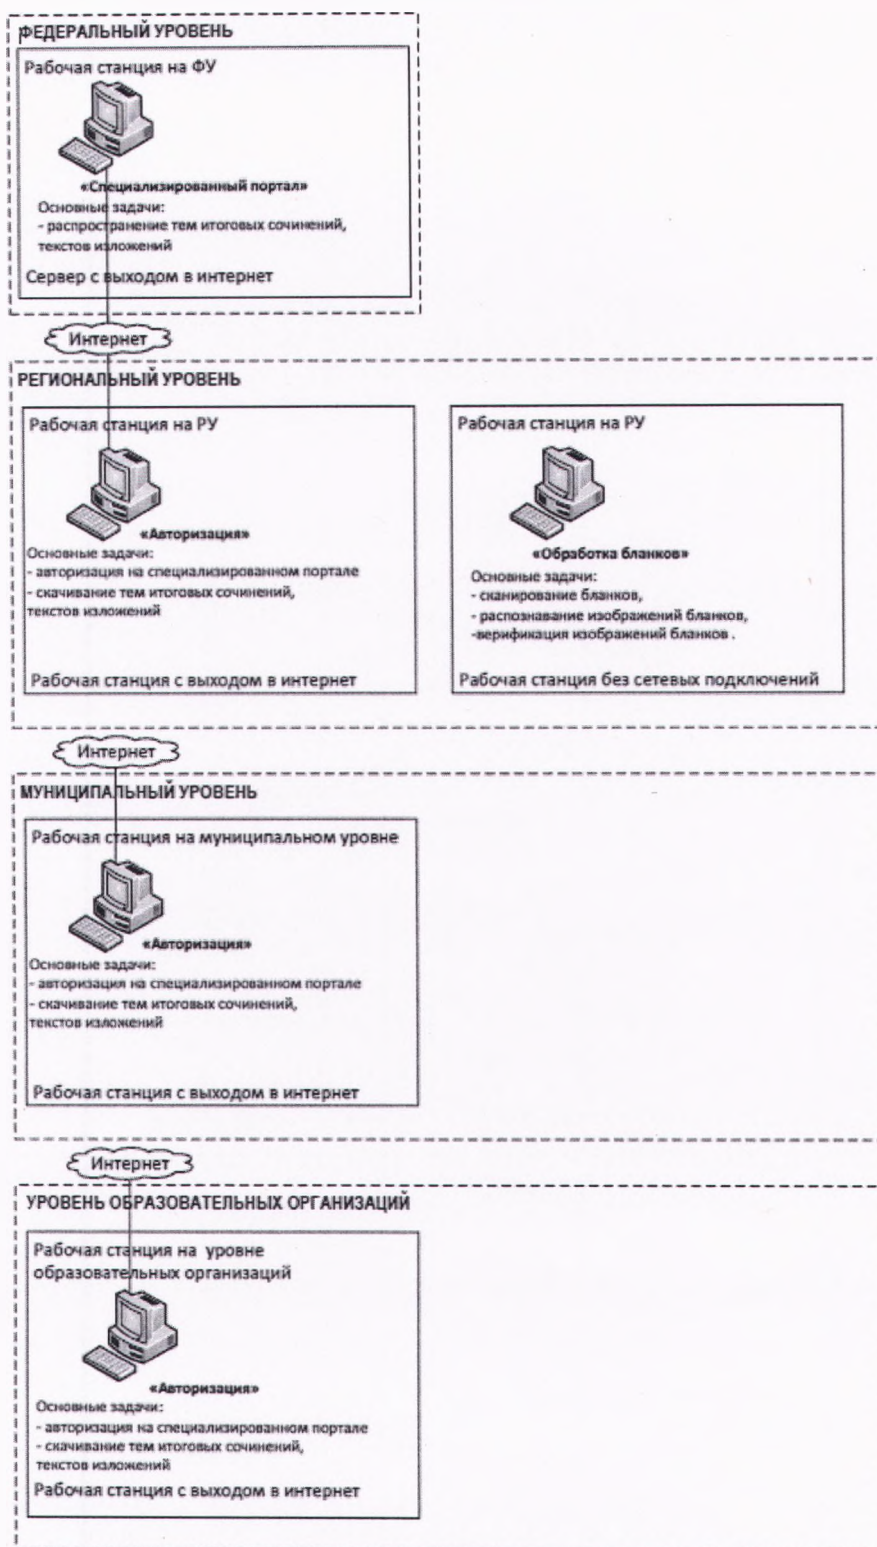 ФЕДЕРАЛЬНЫЙ УРОВЕНЬ
Рабочая станция на ФУ
«Специализированный портал»
Основные задачи:
- распространение тем итоговых сочинений,
текстов изложений
Сервер с выходом в интернет
Интернет
РЕГИОНАЛЬНЫЙ УРОВЕНЬ
Рабочая станция на РУ
«Авторизация»
Основные задачи:
- авторизация на специализированном портале
- скачивание тем итоговых сочинений,
текстов изложений
Рабочая станция с выходом в интернет
Рабочая станция на РУ
«Обработка бланков»
Основные задачи:
- сканирование бланков,
- распознавание изображений бланков,
-верификация изображений бланков .
Рабочая станция без сетевых подключений
Интернет
МУНИЦИПАЛЬНЫЙ УРОВЕНЬ
Рабочая станция на муниципальном уровне
«Авторизация»
Основные задачи:
- авторизация на специализированном портале
- скачивание тем итоговых сочинений,
текстов изложений
Рабочая станция с выходом в интернет
Интернет
УРОВЕНЬ ОБРАЗОВАТЕЛЬНЫХ ОРГАНИЗАЦИЙ
Рабочая станция на уровне
образовательных организаций
«Авторизация»
Основные задачи:
- авторизация на специализированном портале
- скачивание тем итоговых сочинений,
текстов изложений
Рабочая станция с выходом в интернет